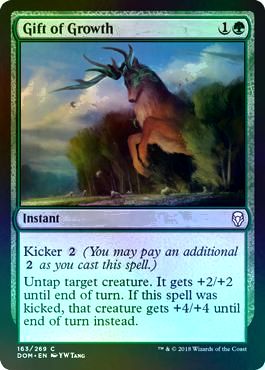 Gift of Growth 1
Instant
Kicker 2 (You may pay an additional
2 as you cast this spell.)
Untap target creature. It gets +2/+2
until end of turn. If this spell was
kicked, that creature gets +4/+4 until
end of turn instead.
163/269 C
DOM • EN YW Tang
™ & © 2018 Wizards of the Coast